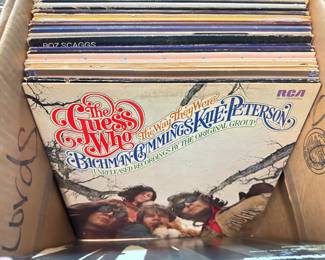 BOZ SCAGGS
RCA
The Guess Who
The Way They Were
BACHMAN·CUMMINGS·KALE·PETERSON
UNRELEASED RECORDINGS BY THE ORIGINAL GROUP!